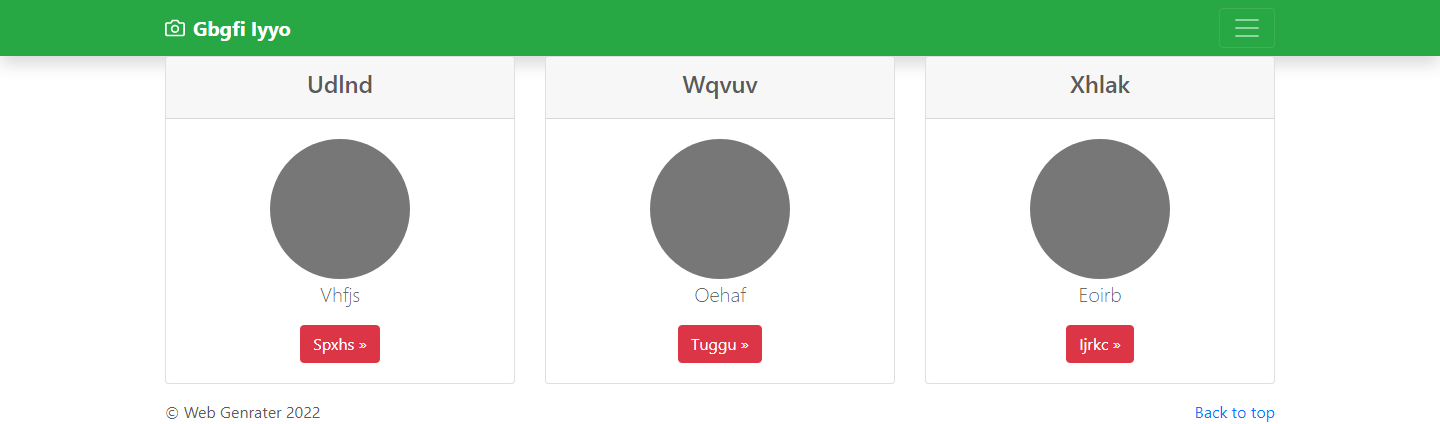 Gbgfi Iyyo
Udlnd
Wqvuv
Xhlak
Vhfjs
Oehaf
Eoirb
Spxhs »
Tuggu »
Ijrkc »
© Web Genrater 2022
Back to top